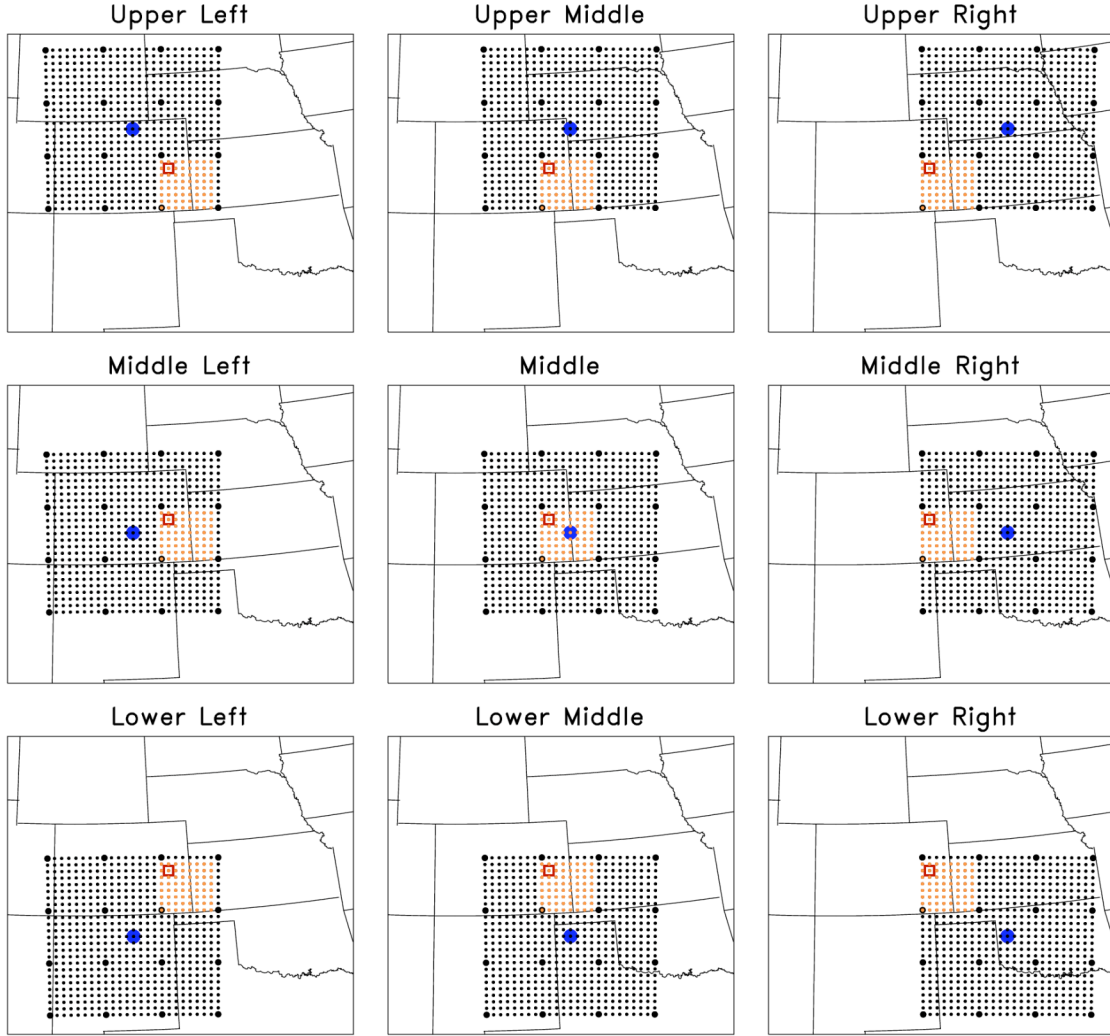 Upper Left
Upper Middle
Upper Right
Middle Left
Middle
Middle Right
Lower Left
Lower Middle
Lower Right